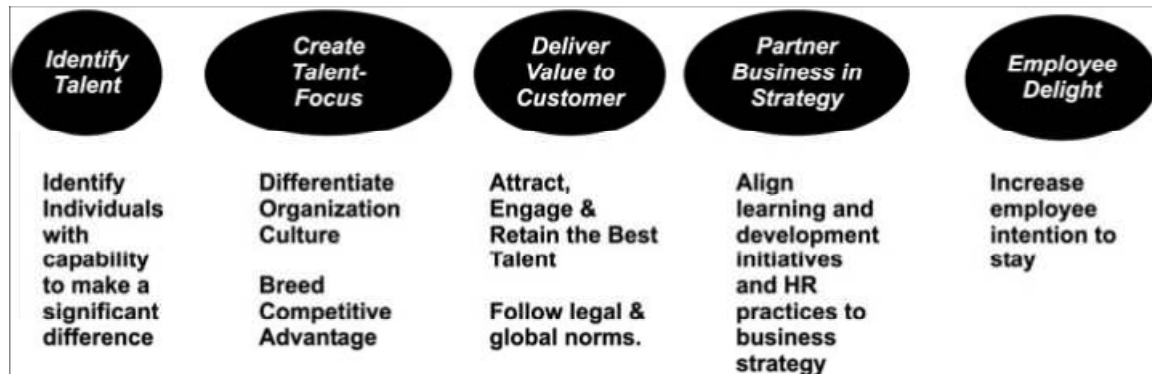 Identify
Talent
Create
Talent-
Focus
Deliver
Value to
Customer
Partner
Business in
Strategy
Employee
Delight
Identify
Individuals
with
capability
to make a
significant
difference
Differentiate
Organization
Culture
Breed
Competitive
Advantage
Attract,
Engage &
Retain the Best
Talent
Follow legal &
global norms.
Align
learning and
development
initiatives
and HR
practices to
business
strategy
Increase
employee
intention to
stay